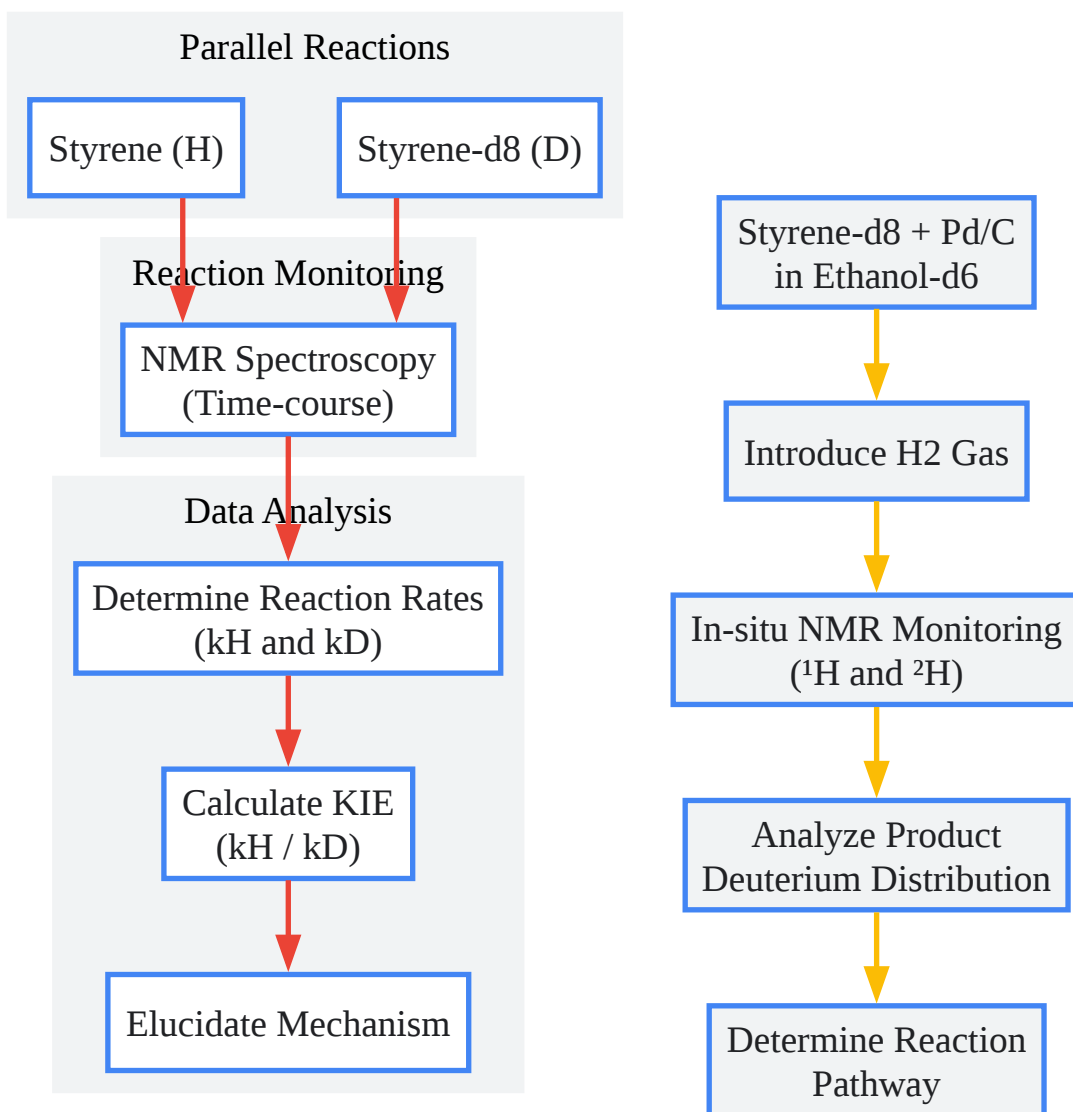 Parallel Reactions
Styrene (H)
Styrene-d8 (D)
Reaction Monitoring
NMR Spectroscopy
(Time-course)
Data Analysis
Determine Reaction Rates
(kH and kD)
Calculate KIE
(kH / kD)
Elucidate Mechanism
Styrene-d8 + Pd/C
in Ethanol-d6
Introduce H2 Gas
In-situ NMR Monitoring
(¹H and ²H)
Analyze Product
Deuterium Distribution
Determine Reaction
Pathway